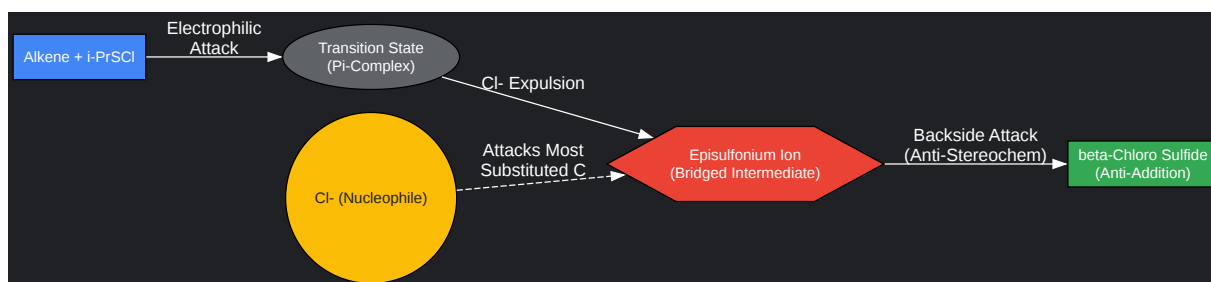 Alkene + i-PrSCl
Electrophilic
Attack
Transition State
(Pi-Complex)
Cl- Expulsion
Cl- (Nucleophile)
Attacks Most
Substituted C
Episulfonium Ion
(Bridged Intermediate)
Backside Attack
(Anti-Stereochem)
beta-Chloro Sulfide
(Anti-Addition)